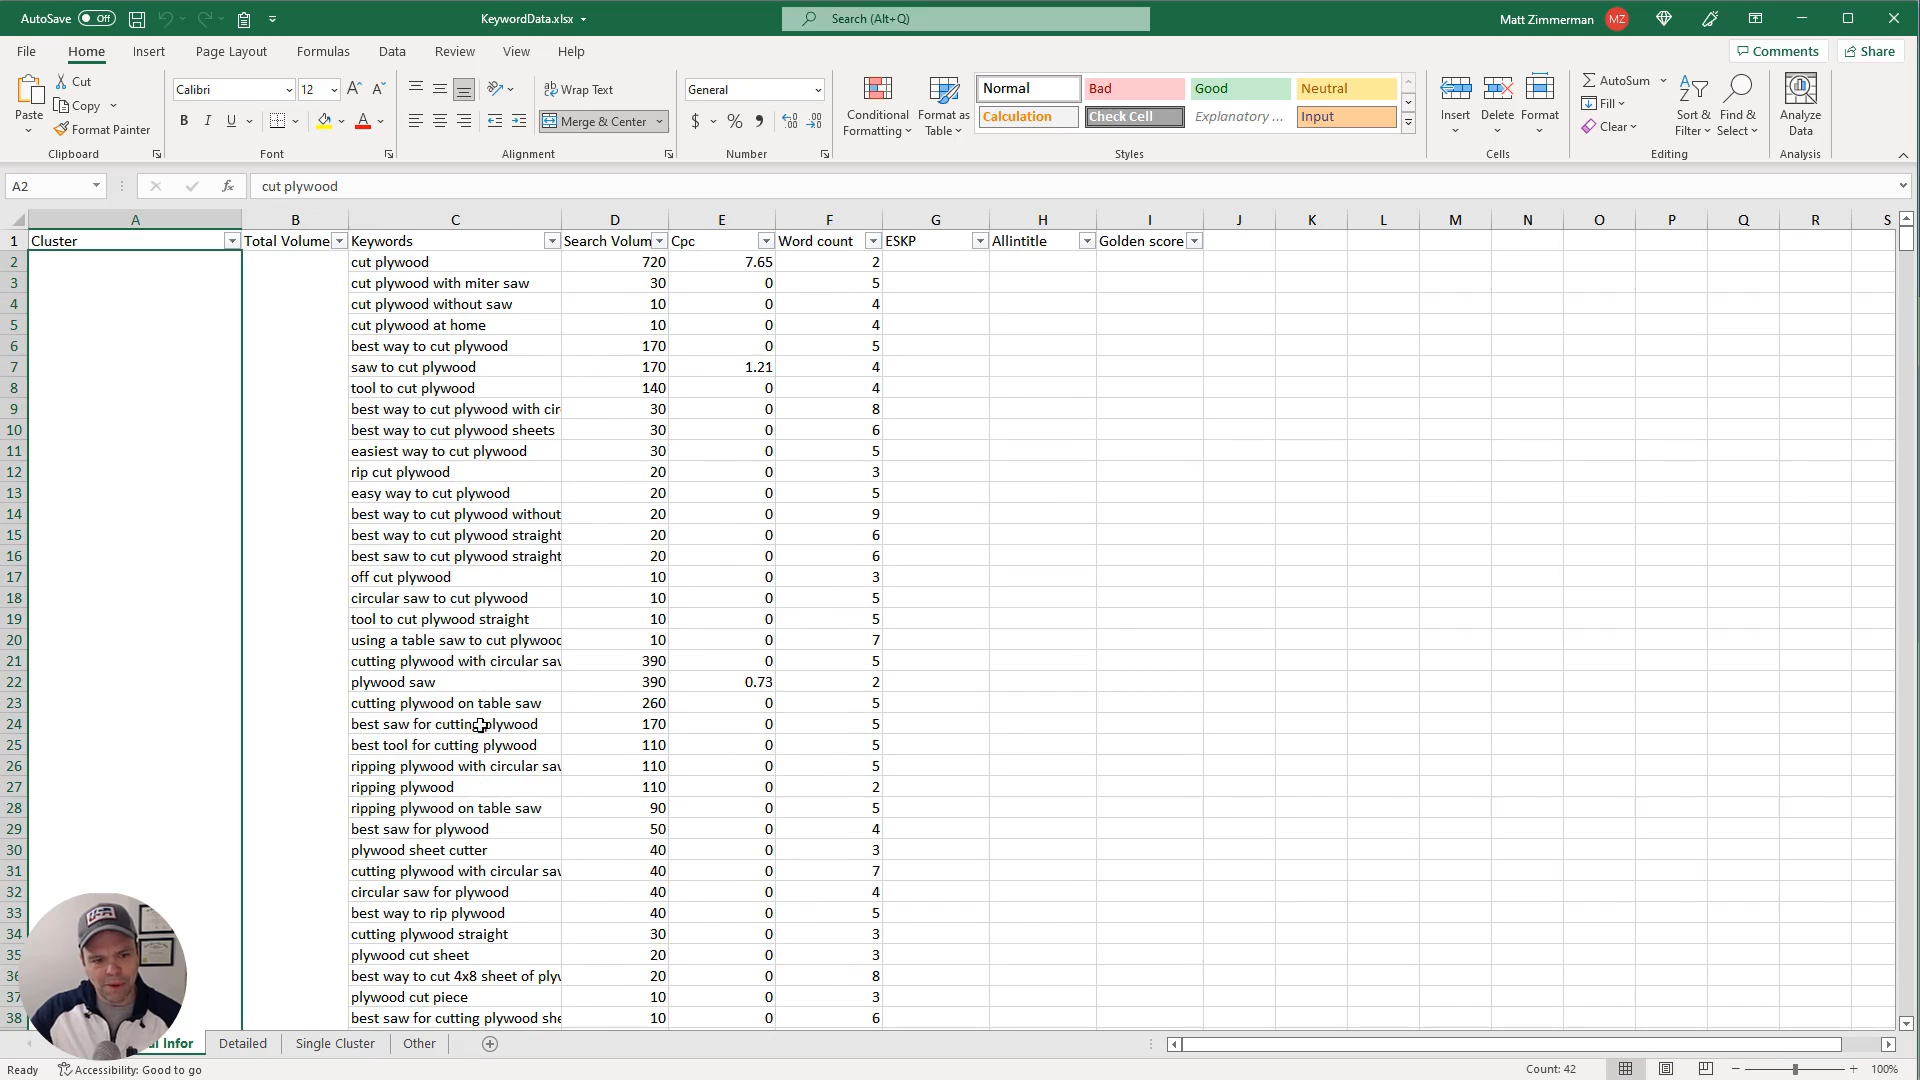 AutoSave Off KeywordData.xlsx Search (Alt+Q) Matt Zimmerman MZ
File Home Insert Page Layout Formulas Data Review View Help Comments Share
Paste Cut Copy Format Painter Clipboard
Calibri 12 B I U A Font
Wrap Text Merge & Center Alignment
General $ % Number
Conditional Formatting Format as Table
Normal Bad Good Neutral
Calculation Check Cell Explanatory ... Input
Styles
Insert Delete Format Cells
AutoSum Fill Clear Sort & Filter Find & Select Editing
Analyze Data Analysis
A2 fx cut plywood
A B C D E F G H I J K L M N O P Q R S
1 Cluster Total Volume Keywords Search Volum Cpc Word count ESKP Allintitle Golden score
2 cut plywood 720 7.65 2
3 cut plywood with miter saw 30 0 5
4 cut plywood without saw 10 0 4
5 cut plywood at home 10 0 4
6 best way to cut plywood 170 0 5
7 saw to cut plywood 170 1.21 4
8 tool to cut plywood 140 0 4
9 best way to cut plywood with cir 30 0 8
10 best way to cut plywood sheets 30 0 6
11 easiest way to cut plywood 30 0 5
12 rip cut plywood 20 0 3
13 easy way to cut plywood 20 0 5
14 best way to cut plywood without 20 0 9
15 best way to cut plywood straight 20 0 6
16 best saw to cut plywood straight 20 0 6
17 off cut plywood 10 0 3
18 circular saw to cut plywood 10 0 5
19 tool to cut plywood straight 10 0 5
20 using a table saw to cut plywood 10 0 7
21 cutting plywood with circular saw 390 0 5
22 plywood saw 390 0.73 2
23 cutting plywood on table saw 260 0 5
24 best saw for cutting plywood 170 0 5
25 best tool for cutting plywood 110 0 5
26 ripping plywood with circular saw 110 0 5
27 ripping plywood 110 0 2
28 ripping plywood on table saw 90 0 5
29 best saw for plywood 50 0 4
30 plywood sheet cutter 40 0 3
31 cutting plywood with circular saw 40 0 7
32 circular saw for plywood 40 0 4
33 best way to rip plywood 40 0 5
34 cutting plywood straight 30 0 3
35 plywood cut sheet 20 0 3
36 best way to cut 4x8 sheet of plyw 20 0 8
37 plywood cut piece 10 0 3
38 best saw for cutting plywood she 10 0 6
Infor Detailed Single Cluster Other
Ready Accessibility: Good to go Count: 42 100%